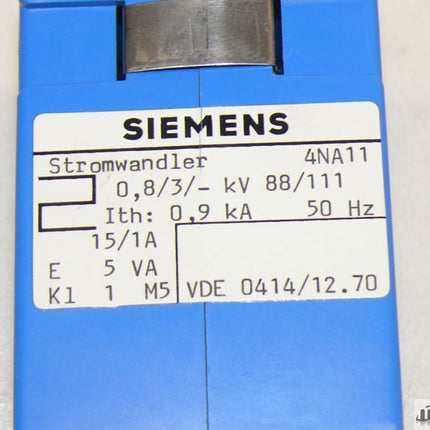 SIEMENS
Stromwandler 4NA11
0,8/3/- kV 88/111
Ith: 0,9 kA 50 Hz
15/1A
E 5 VA
Kl 1 M5 VDE 0414/12.70